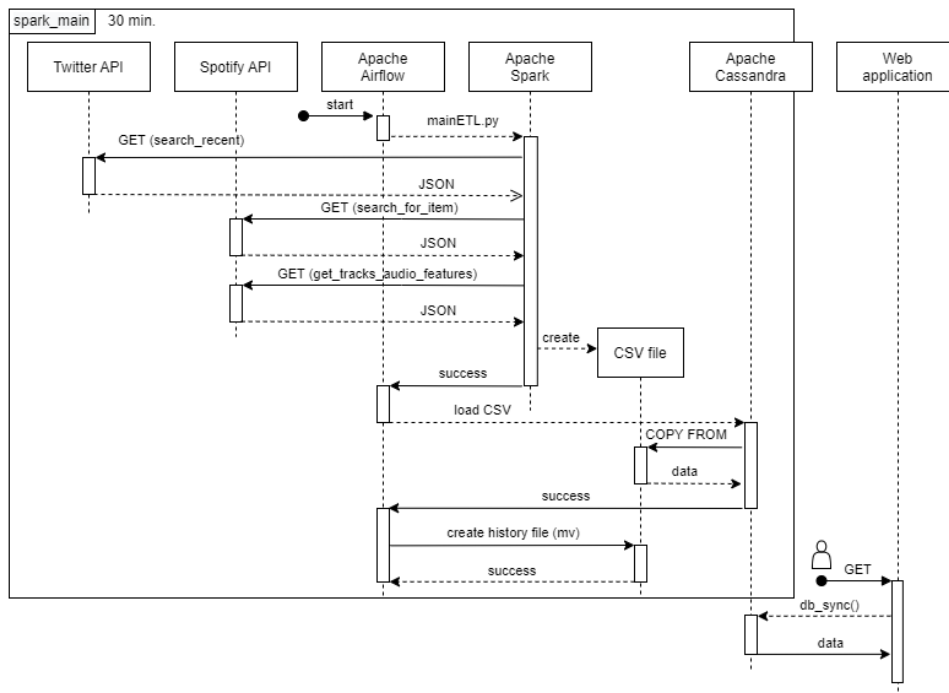 spark_main 30 min.
Twitter API
Spotify API
Apache
Airflow
Apache
Spark
Apache
Cassandra
Web
application
start
mainETL.py
GET (search_recent)
JSON
GET (search_for_item)
JSON
GET (get_tracks_audio_features)
JSON
create
CSV file
success
load CSV
COPY FROM
data
success
create history file (mv)
success
GET
db_sync()
data